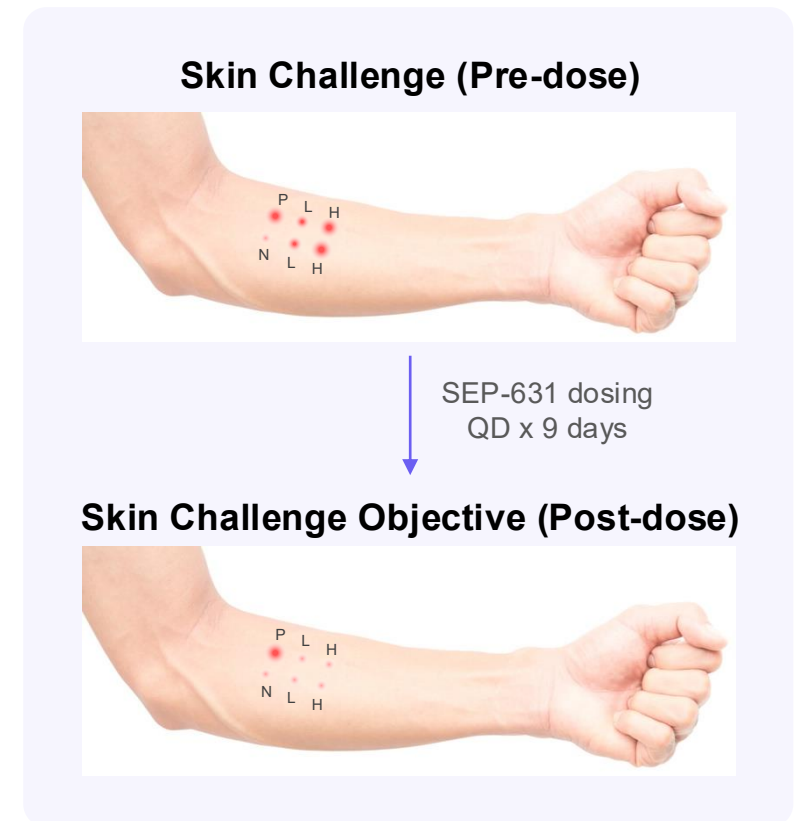 Skin Challenge (Pre-dose)
P L H
N L H
SEP-631 dosing
QD x 9 days
Skin Challenge Objective (Post-dose)
P L H
N L H